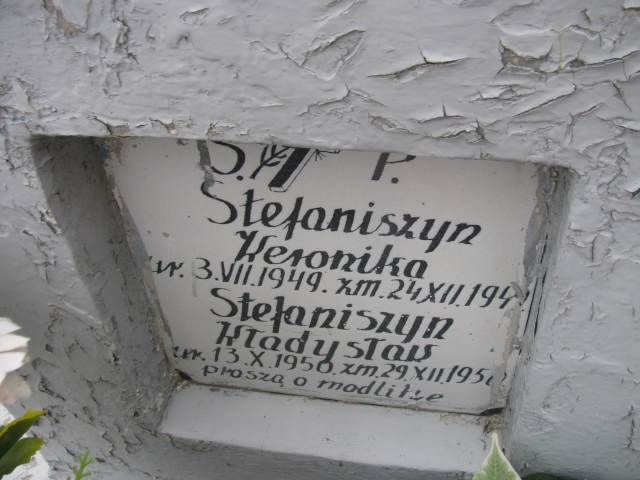 S. P.
Stefaniszyn
Weronika
ur. 3.VII.1949. zm. 24.XII.194
Stefaniszyn
Władysław
ur. 13.X.1950. zm. 29.XII.195
proszą o modlitwę